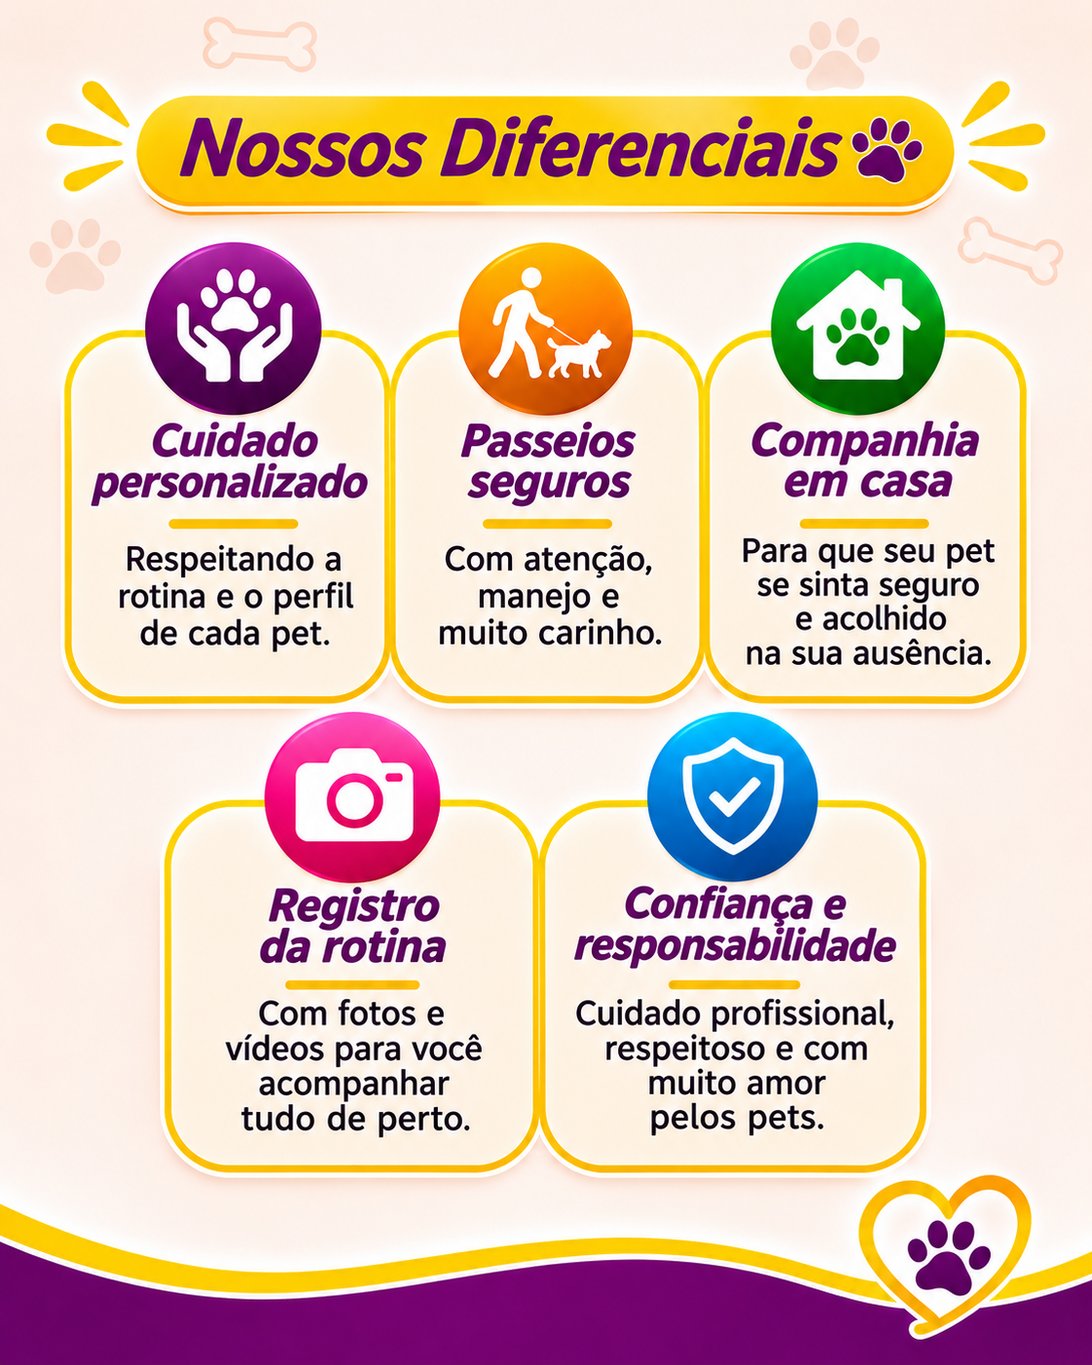 Nossos Diferenciais
Cuidado
personalizado
Respeitando a
rotina e o perfil
de cada pet.
Passeios
seguros
Com atenção,
manejo e
muito carinho.
Companhia
em casa
Para que seu pet
se sinta seguro
e acolhido
na sua ausência.
Registro
da rotina
Com fotos e
vídeos para você
acompanhar
tudo de perto.
Confiança e
responsabilidade
Cuidado profissional,
respeitoso e com
muito amor
pelos pets.